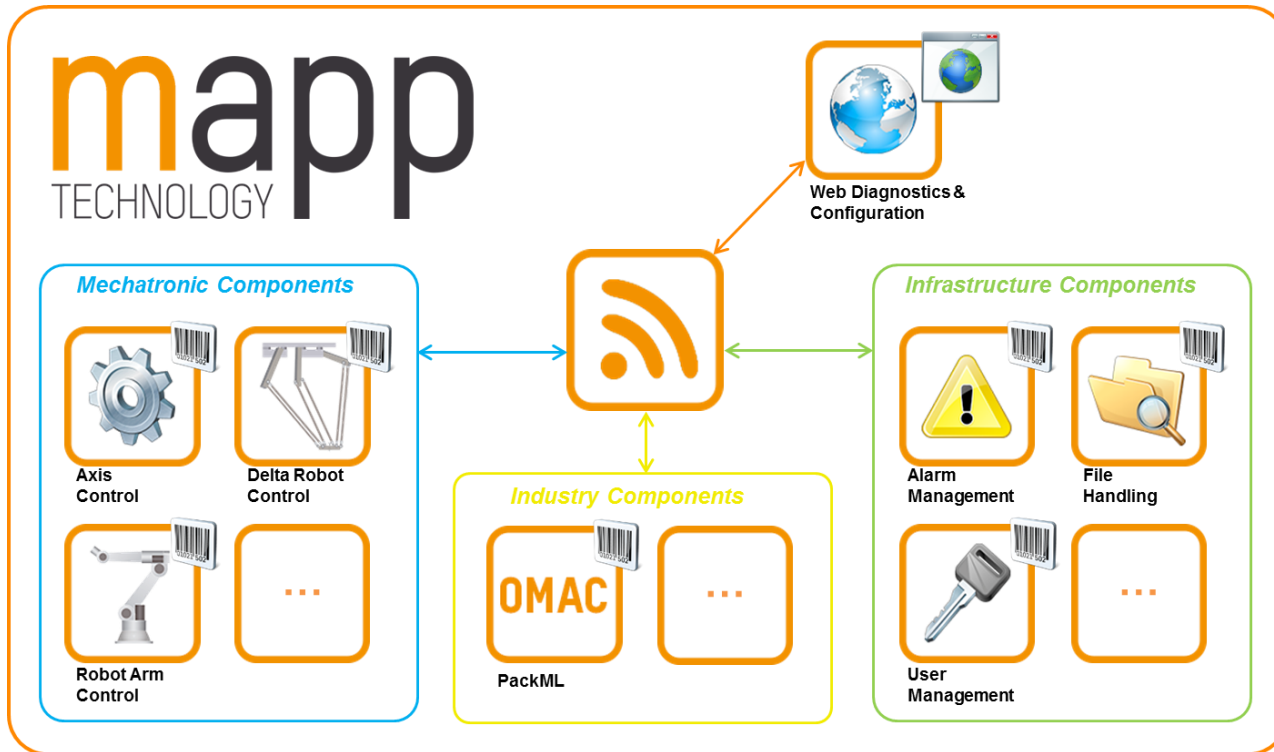 mapp
TECHNOLOGY
Web Diagnostics &
Configuration
Mechatronic Components
Axis
Control
Delta Robot
Control
Robot Arm
Control
...
Industry Components
OMAC
PackML
...
Infrastructure Components
Alarm
Management
File
Handling
User
Management
...